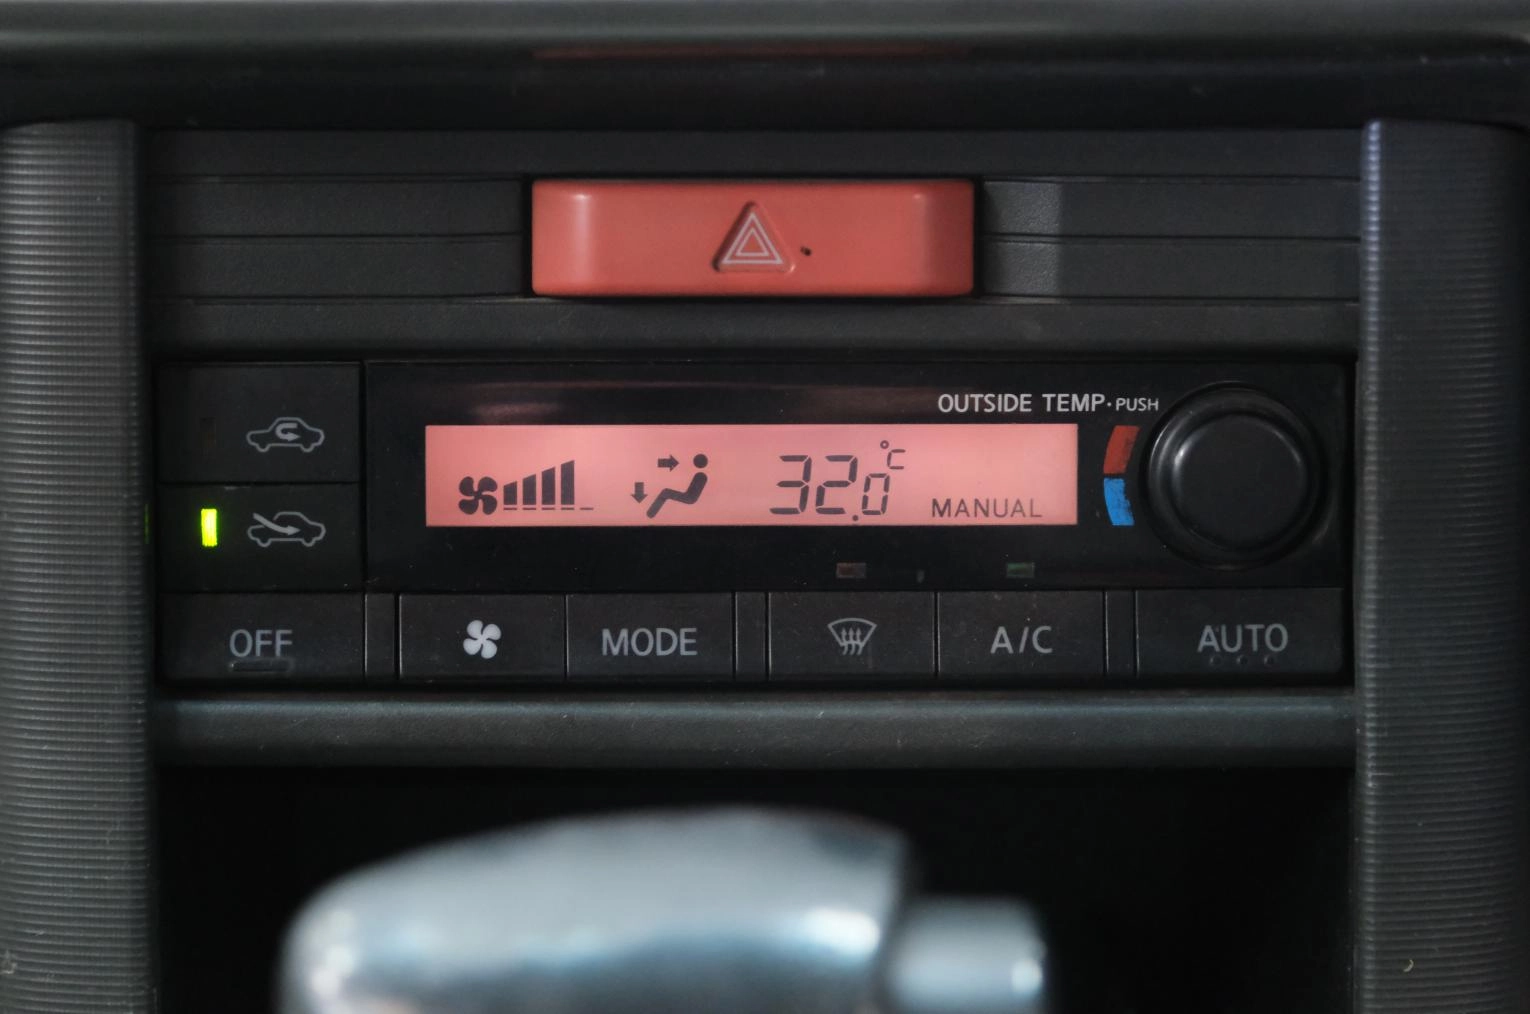 OUTSIDE TEMP·PUSH
32.0°C
MANUAL
OFF
MODE
A/C
AUTO